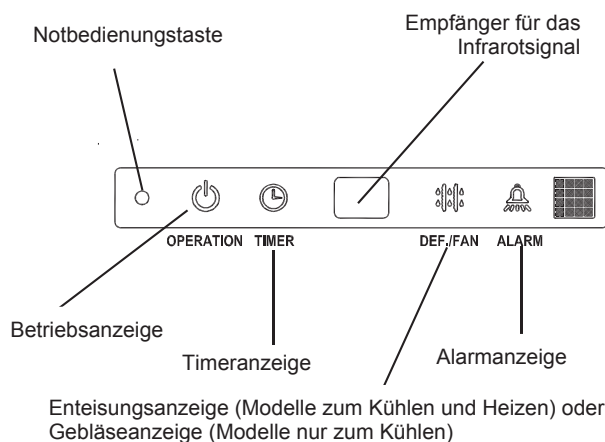 Notbedienungstaste
Empfänger für das
Infrarotsignal
OPERATION TIMER DEF./FAN ALARM
Betriebsanzeige
Timeranzeige
Alarmanzeige
Enteisungsanzeige (Modelle zum Kühlen und Heizen) oder
Gebläseanzeige (Modelle nur zum Kühlen)